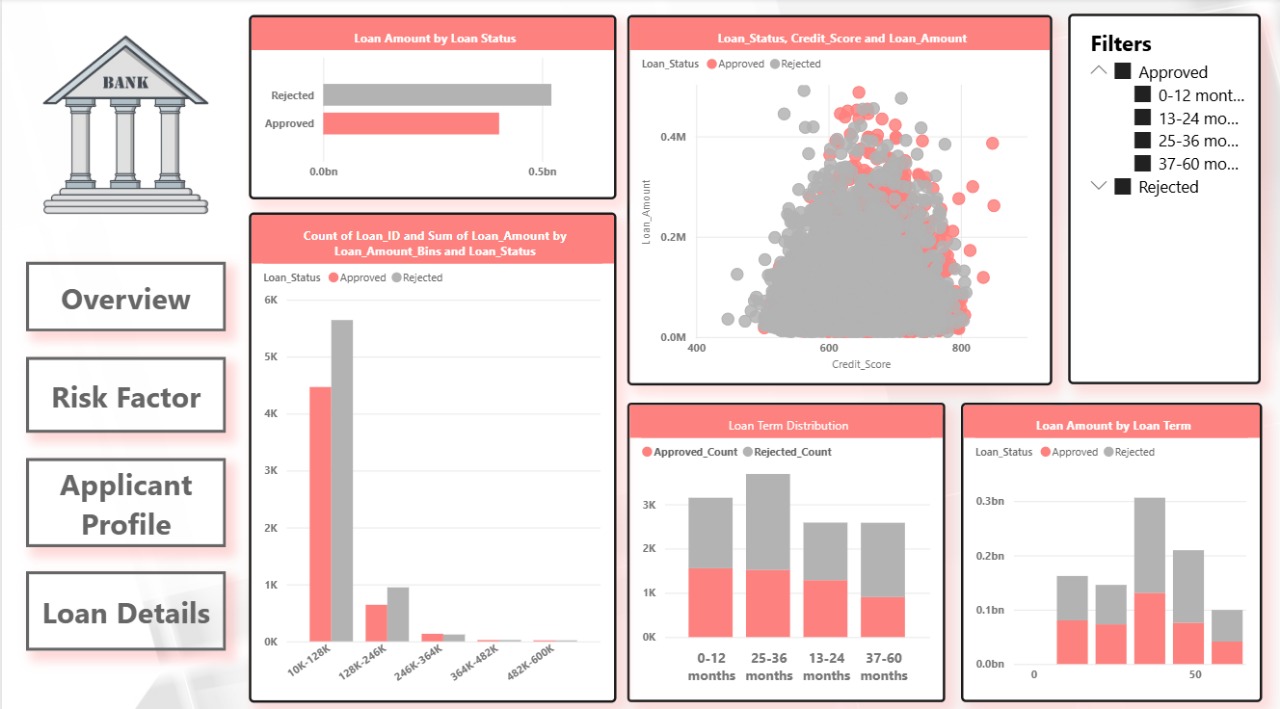 BANK
Overview
Risk Factor
Applicant
Profile
Loan Details
Loan Amount by Loan Status
Rejected
Approved
0.0bn 0.5bn
Count of Loan_ID and Sum of Loan_Amount by
Loan_Amount_Bins and Loan_Status
Loan_Status Approved Rejected
6K
5K
4K
3K
2K
1K
0K
10K-128K 128K-246K 246K-364K 364K-482K 482K-600K
Loan_Status, Credit_Score and Loan_Amount
Loan_Status Approved Rejected
Loan_Amount
0.4M
0.2M
0.0M
400 600 800
Credit_Score
Filters
Approved
0-12 mont...
13-24 mo...
25-36 mo...
37-60 mo...
Rejected
Loan Term Distribution
Approved_Count Rejected_Count
3K
2K
1K
0K
0-12 25-36 13-24 37-60
months months months months
Loan Amount by Loan Term
Loan_Status Approved Rejected
0.3bn
0.2bn
0.1bn
0.0bn
0 50